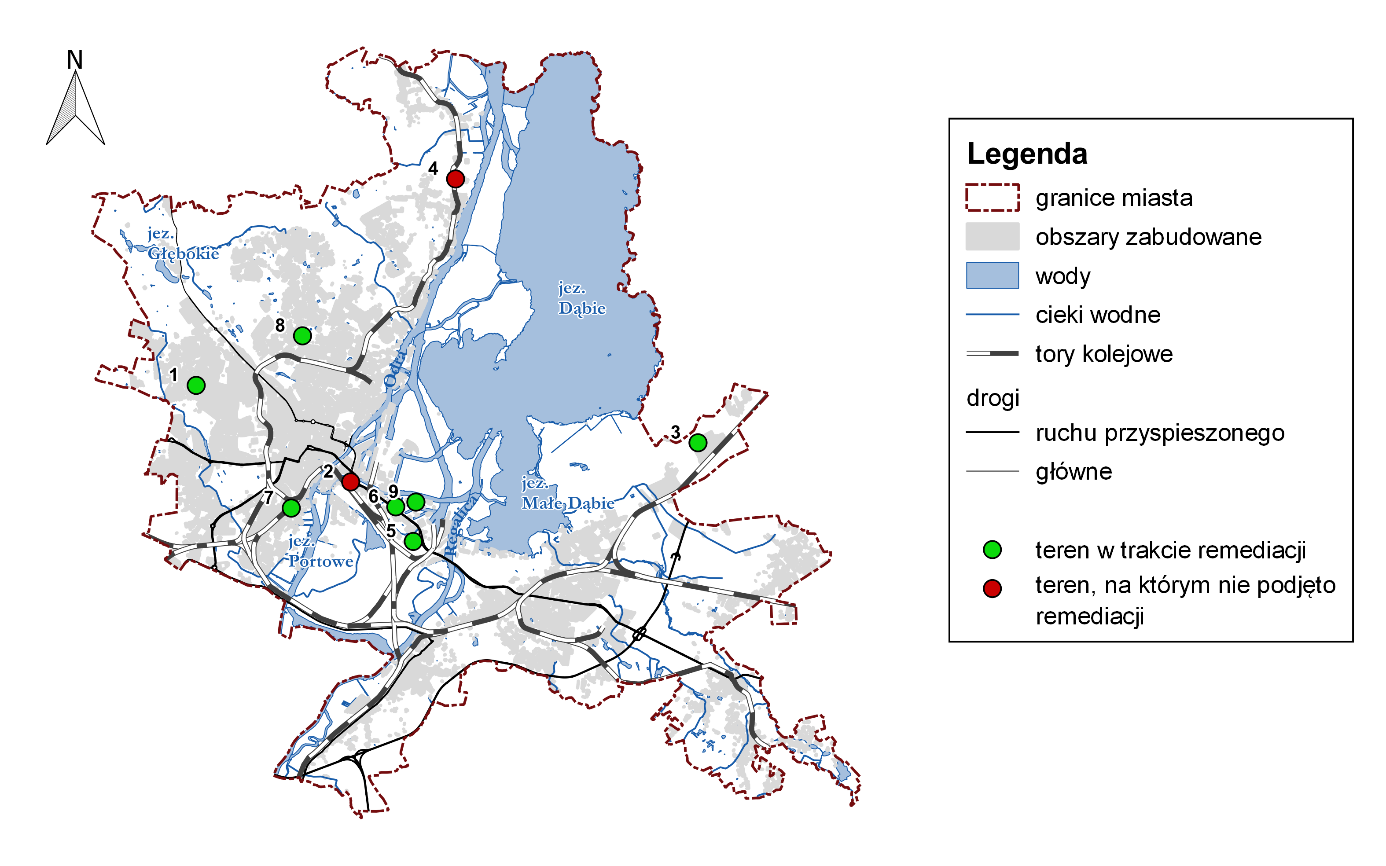 N
4
jez.
Głębokie
jez.
Dąbie
8
1
Odra
3
2
6
9
7
5
jez.
Małe Dąbie
Regalica
jez.
Portowe
Legenda
granice miasta
obszary zabudowane
wody
cieki wodne
tory kolejowe
drogi
ruchu przyspieszonego
główne
teren w trakcie remediacji
teren, na którym nie podjęto
remediacji